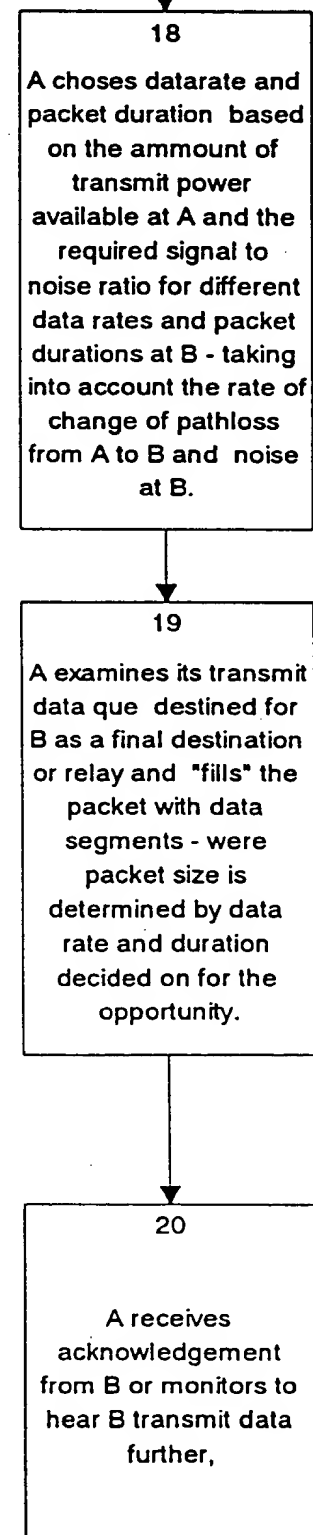 18
A choses datarate and
packet duration based
on the ammount of
transmit power
available at A and the
required signal to
noise ratio for different
data rates and packet
durations at B - taking
into account the rate of
change of pathloss
from A to B and noise
at B.
19
A examines its transmit
data que destined for
B as a final destination
or relay and "fills" the
packet with data
segments - were
packet size is
determined by data
rate and duration
decided on for the
opportunity.
20
A receives
acknowledgement
from B or monitors to
hear B transmit data
further,